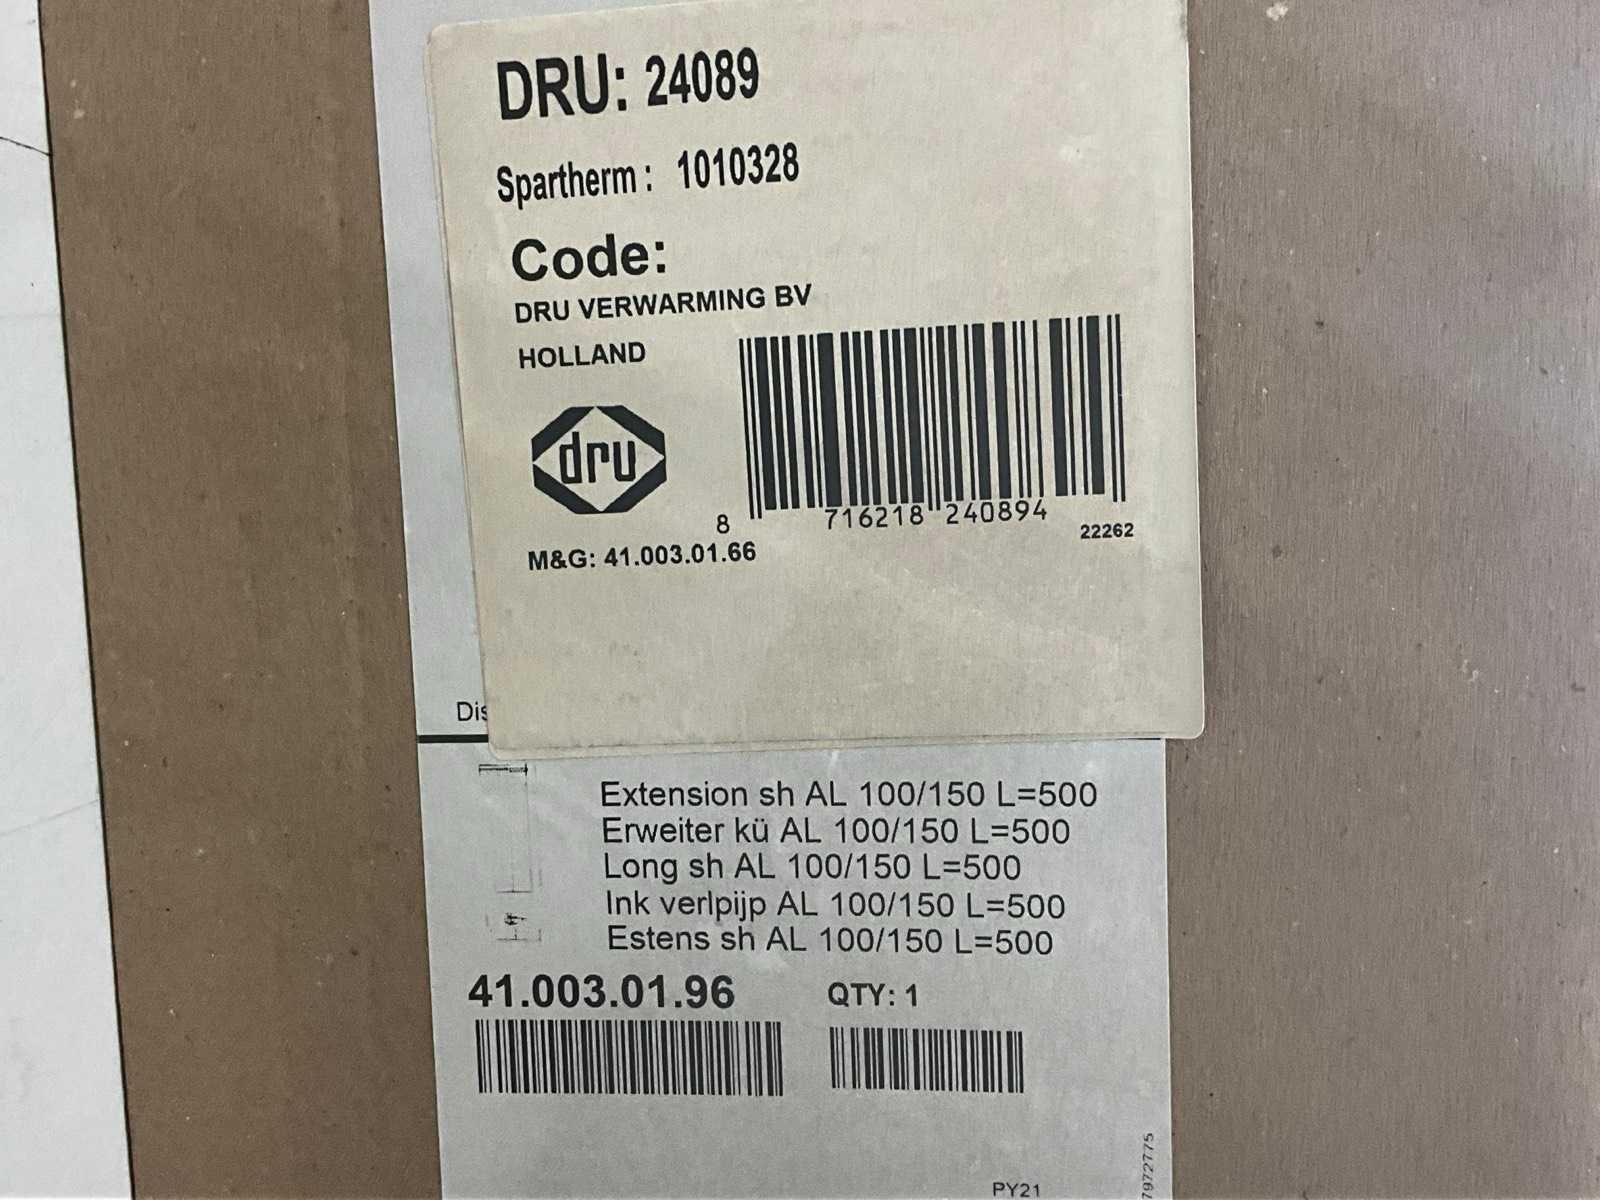 DRU: 24089
Spartherm : 1010328
Code:
DRU VERWARMING BV
HOLLAND
dru
8 716218 240894
22262
M&G: 41.003.01.66
Extension sh AL 100/150 L=500
Erweiter kü AL 100/150 L=500
Long sh AL 100/150 L=500
Ink verlpijp AL 100/150 L=500
Estens sh AL 100/150 L=500
41.003.01.96 QTY: 1
PY21
7972775